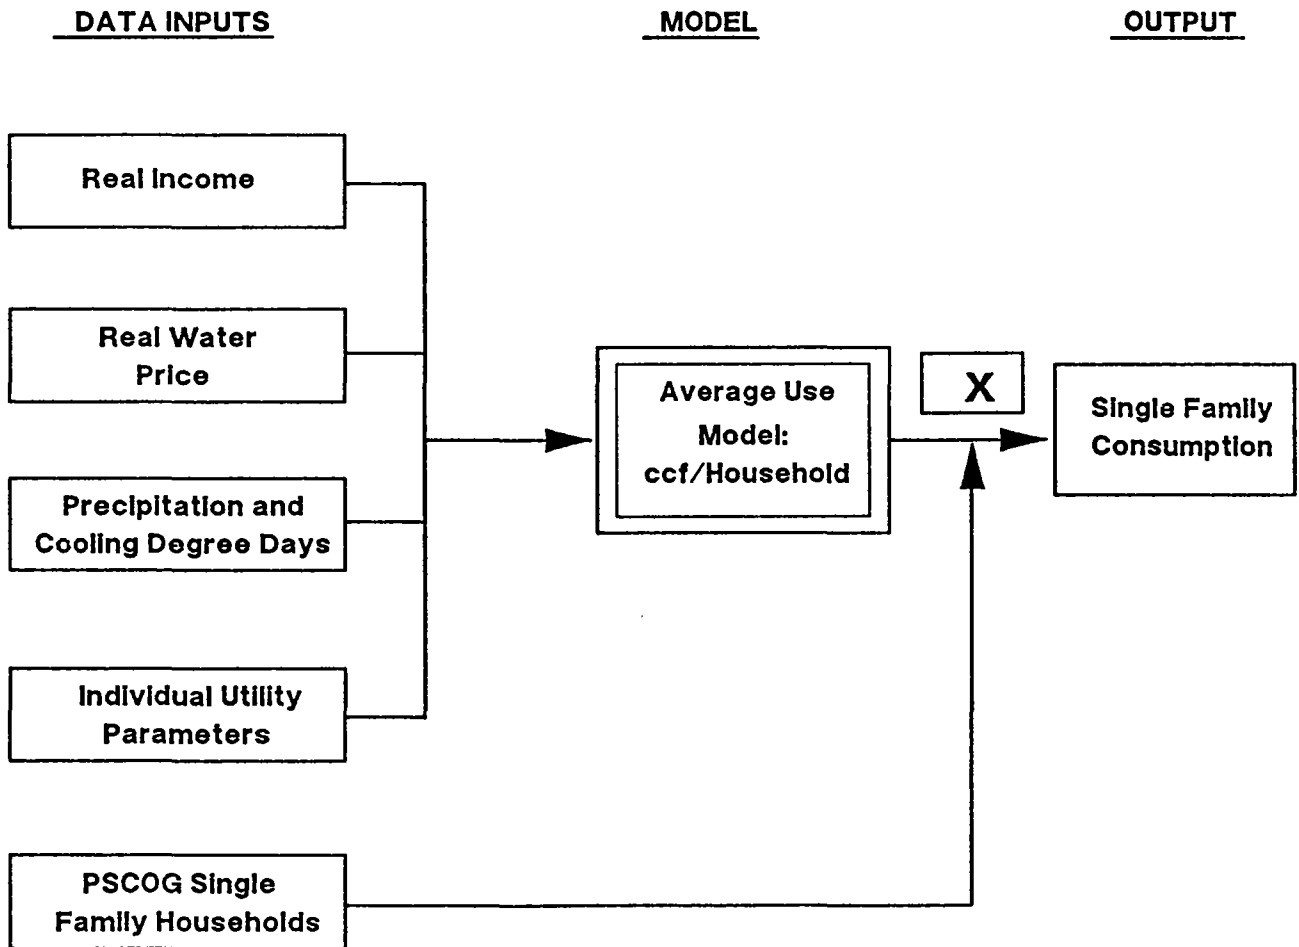 DATA INPUTS
MODEL
OUTPUT
Real Income
Real Water
Price
Precipitation and
Cooling Degree Days
Individual Utility
Parameters
PSCOG Single
Family Households
Average Use
Model:
ccf/Household
X
Single Family
Consumption